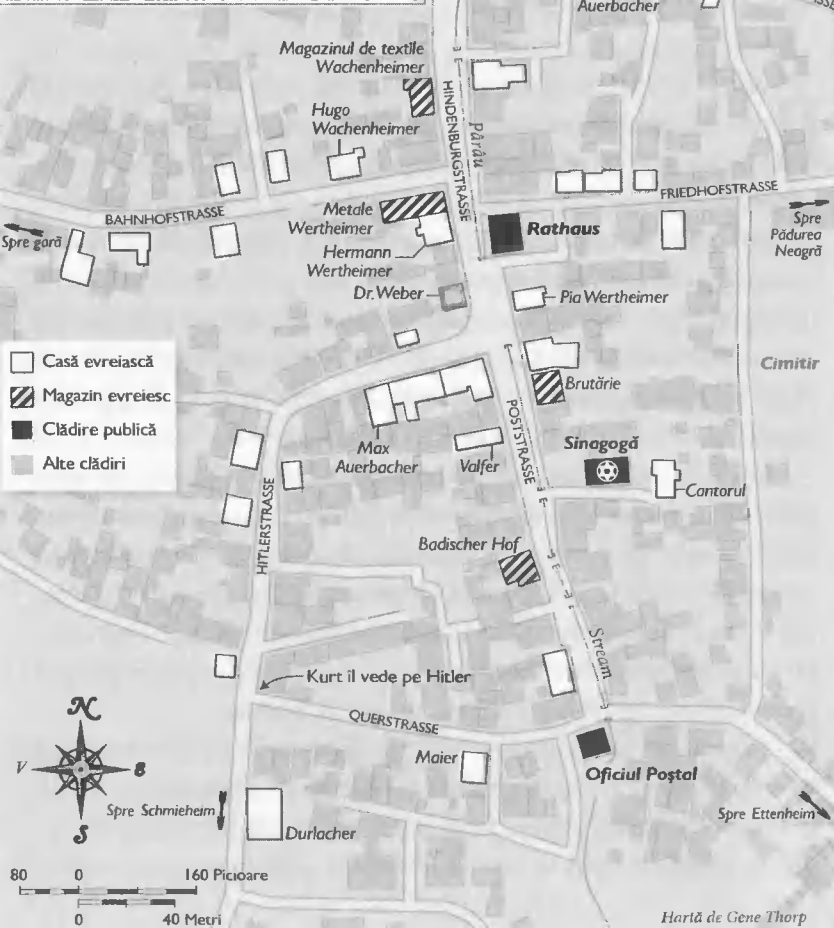 Auerbacher
Magazinul de textile
Wachenheimer
Hugo
Wachenheimer
HINDENBURGSTRASSE
Pârâu
BAHNHOFSTRASSE
Spre gară
Metale
Wertheimer
Hermann
Wertheimer
Rathaus
FRIEDHOFSTRASSE
Spre
Pădurea
Neagră
Dr. Weber
Pia Wertheimer
Casă evreiască
Magazin evreiesc
Clădire publică
Alte clădiri
Brutărie
Cimitir
Max
Auerbacher
Valfer
POSTSTRASSE
Sinagogă
Cantorul
HITLERSTRASSE
Badischer Hof
Stream
Kurt îl vede pe Hitler
QUERSTRASSE
Maier
Oficiul Poştal
N
V
S
Spre Schmieheim
Durlacher
Spre Ettenheim
80 0 160 Picioare
0 40 Metri
Hartă de Gene Thorp